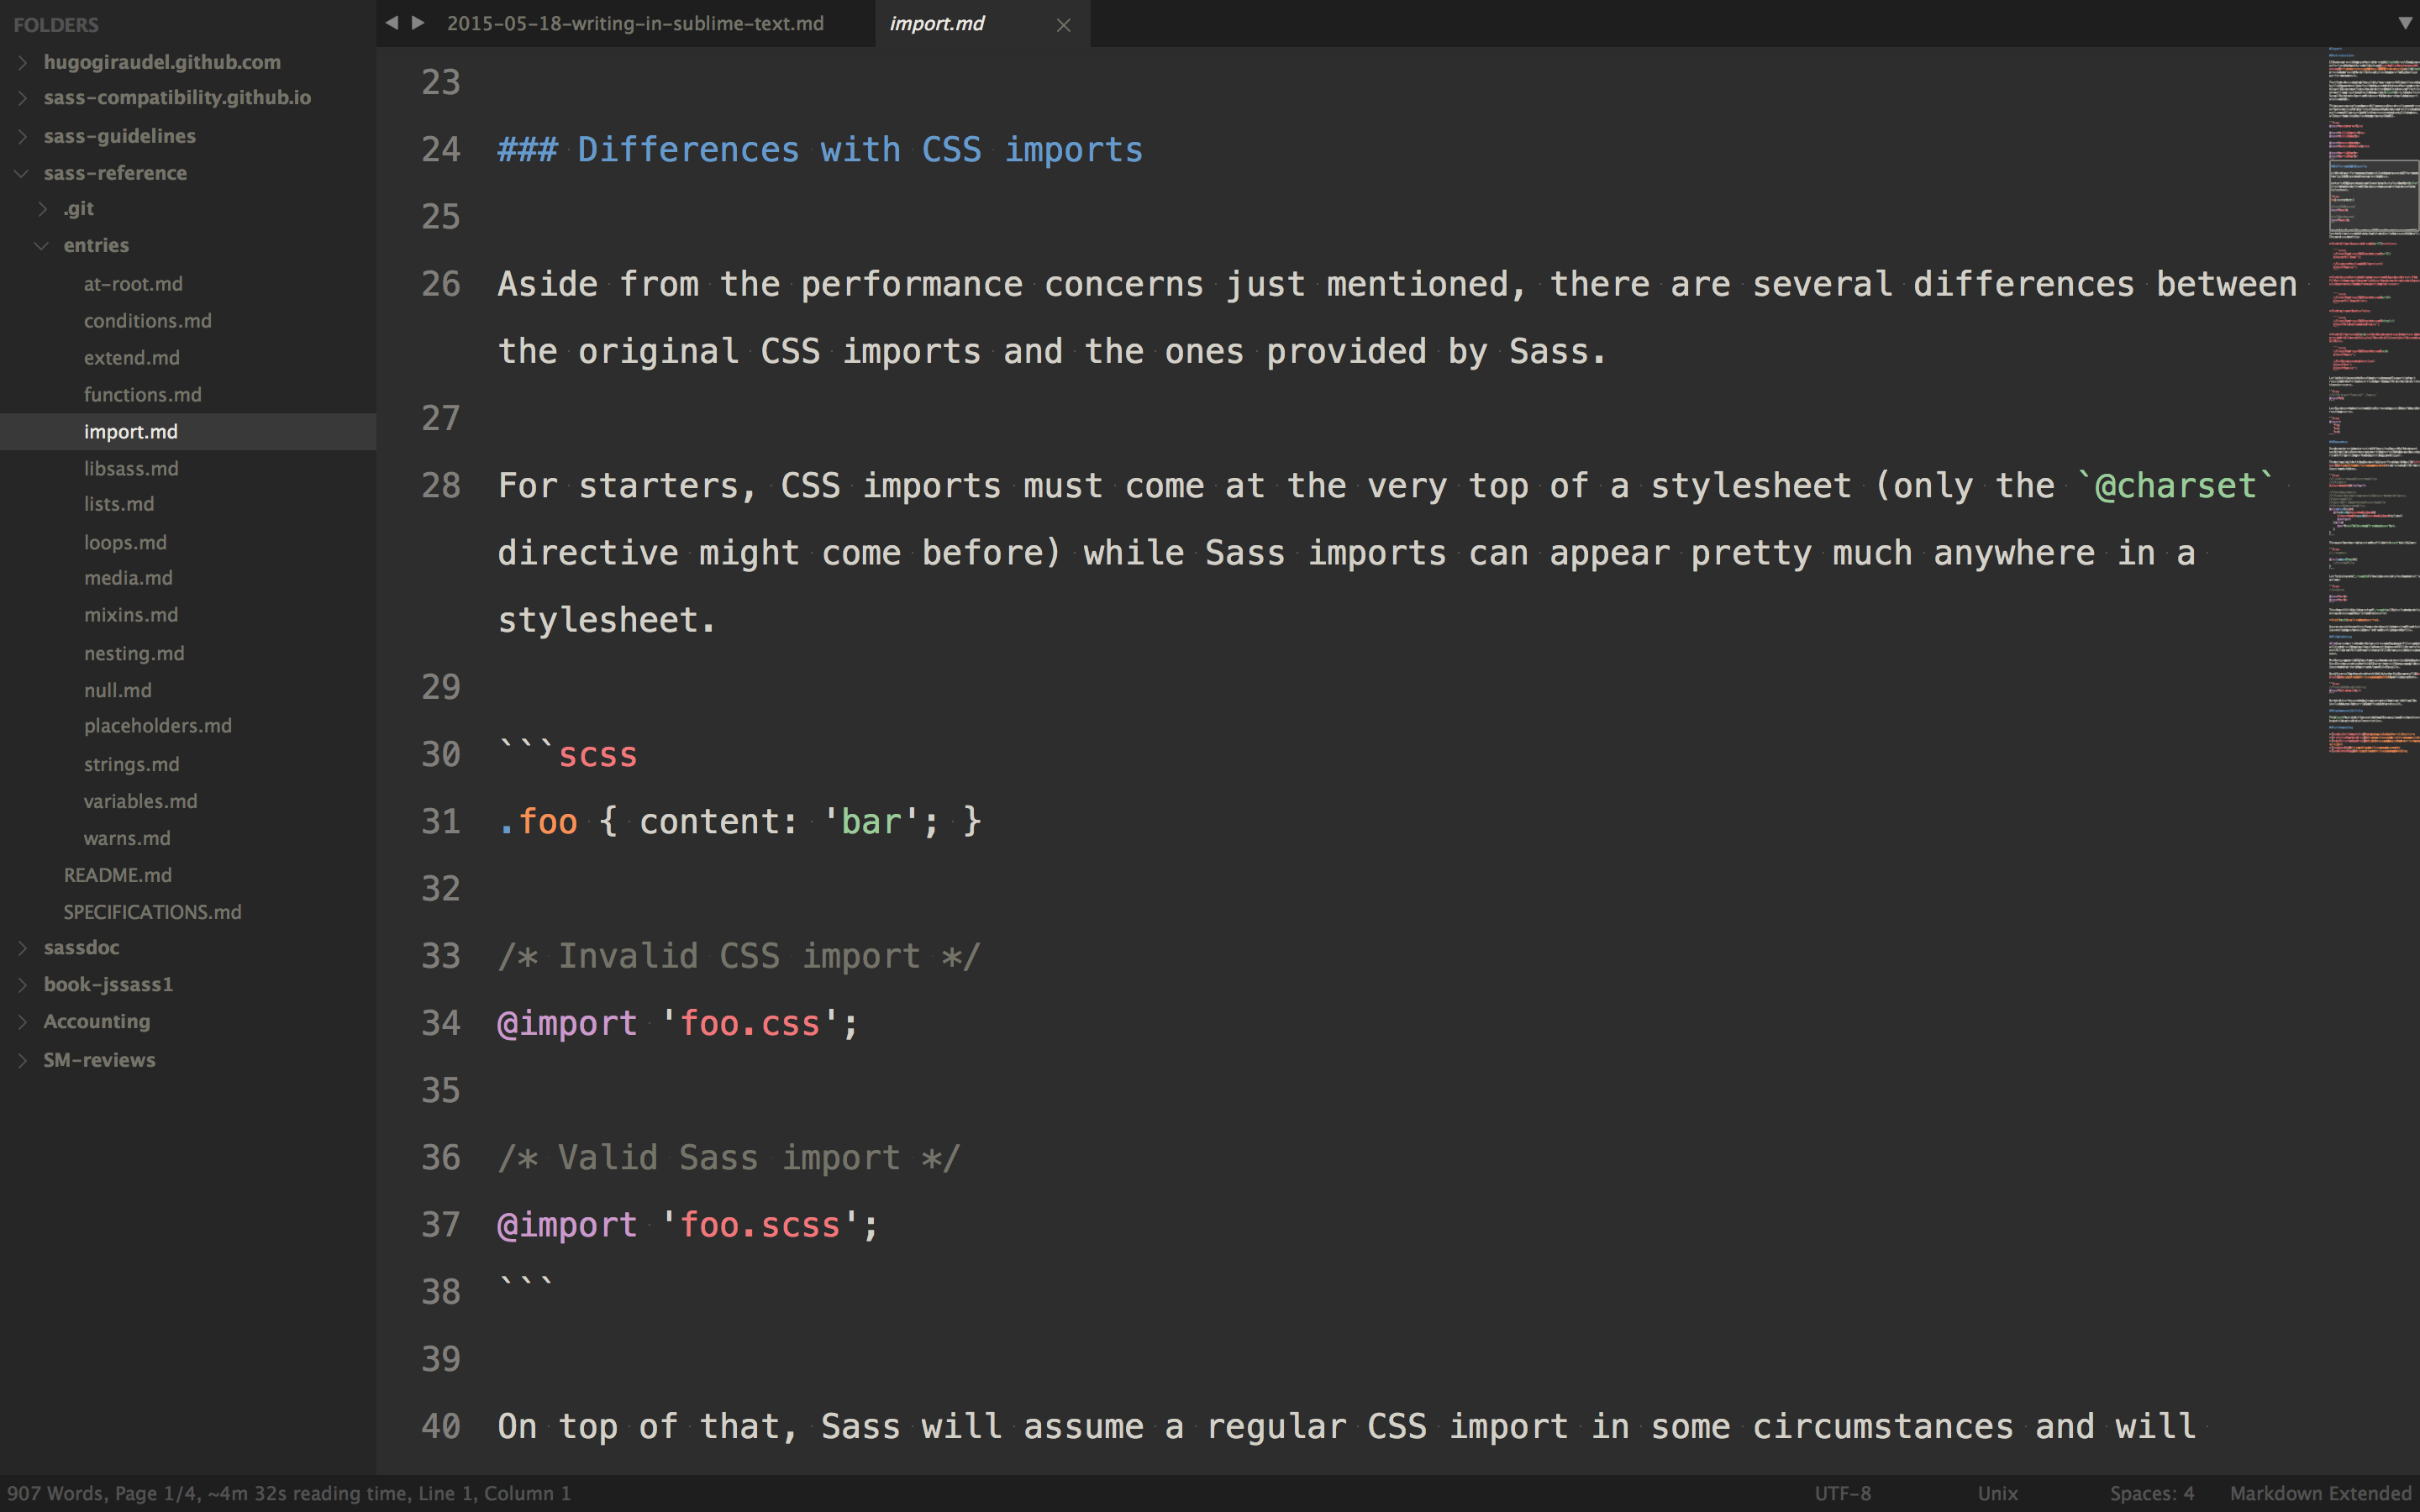 FOLDERS
hugogiraudel.github.com
sass-compatibility.github.io
sass-guidelines
sass-reference
.git
entries
at-root.md
conditions.md
extend.md
functions.md
import.md
libsass.md
lists.md
loops.md
media.md
mixins.md
nesting.md
null.md
placeholders.md
strings.md
variables.md
warns.md
README.md
SPECIFICATIONS.md
sassdoc
book-jssass1
Accounting
SM-reviews
2015-05-18-writing-in-sublime-text.md
import.md
23
24 ### Differences with CSS imports
25
26 Aside from the performance concerns just mentioned, there are several differences between
the original CSS imports and the ones provided by Sass.
27
28 For starters, CSS imports must come at the very top of a stylesheet (only the `@charset`
directive might come before) while Sass imports can appear pretty much anywhere in a
stylesheet.
29
30 ```scss
31 .foo { content: 'bar'; }
32
33 /* Invalid CSS import */
34 @import 'foo.css';
35
36 /* Valid Sass import */
37 @import 'foo.scss';
38 ```
39
40 On top of that, Sass will assume a regular CSS import in some circumstances and will
907 Words, Page 1/4, ~4m 32s reading time, Line 1, Column 1
UTF-8
Unix
Spaces: 4
Markdown Extended